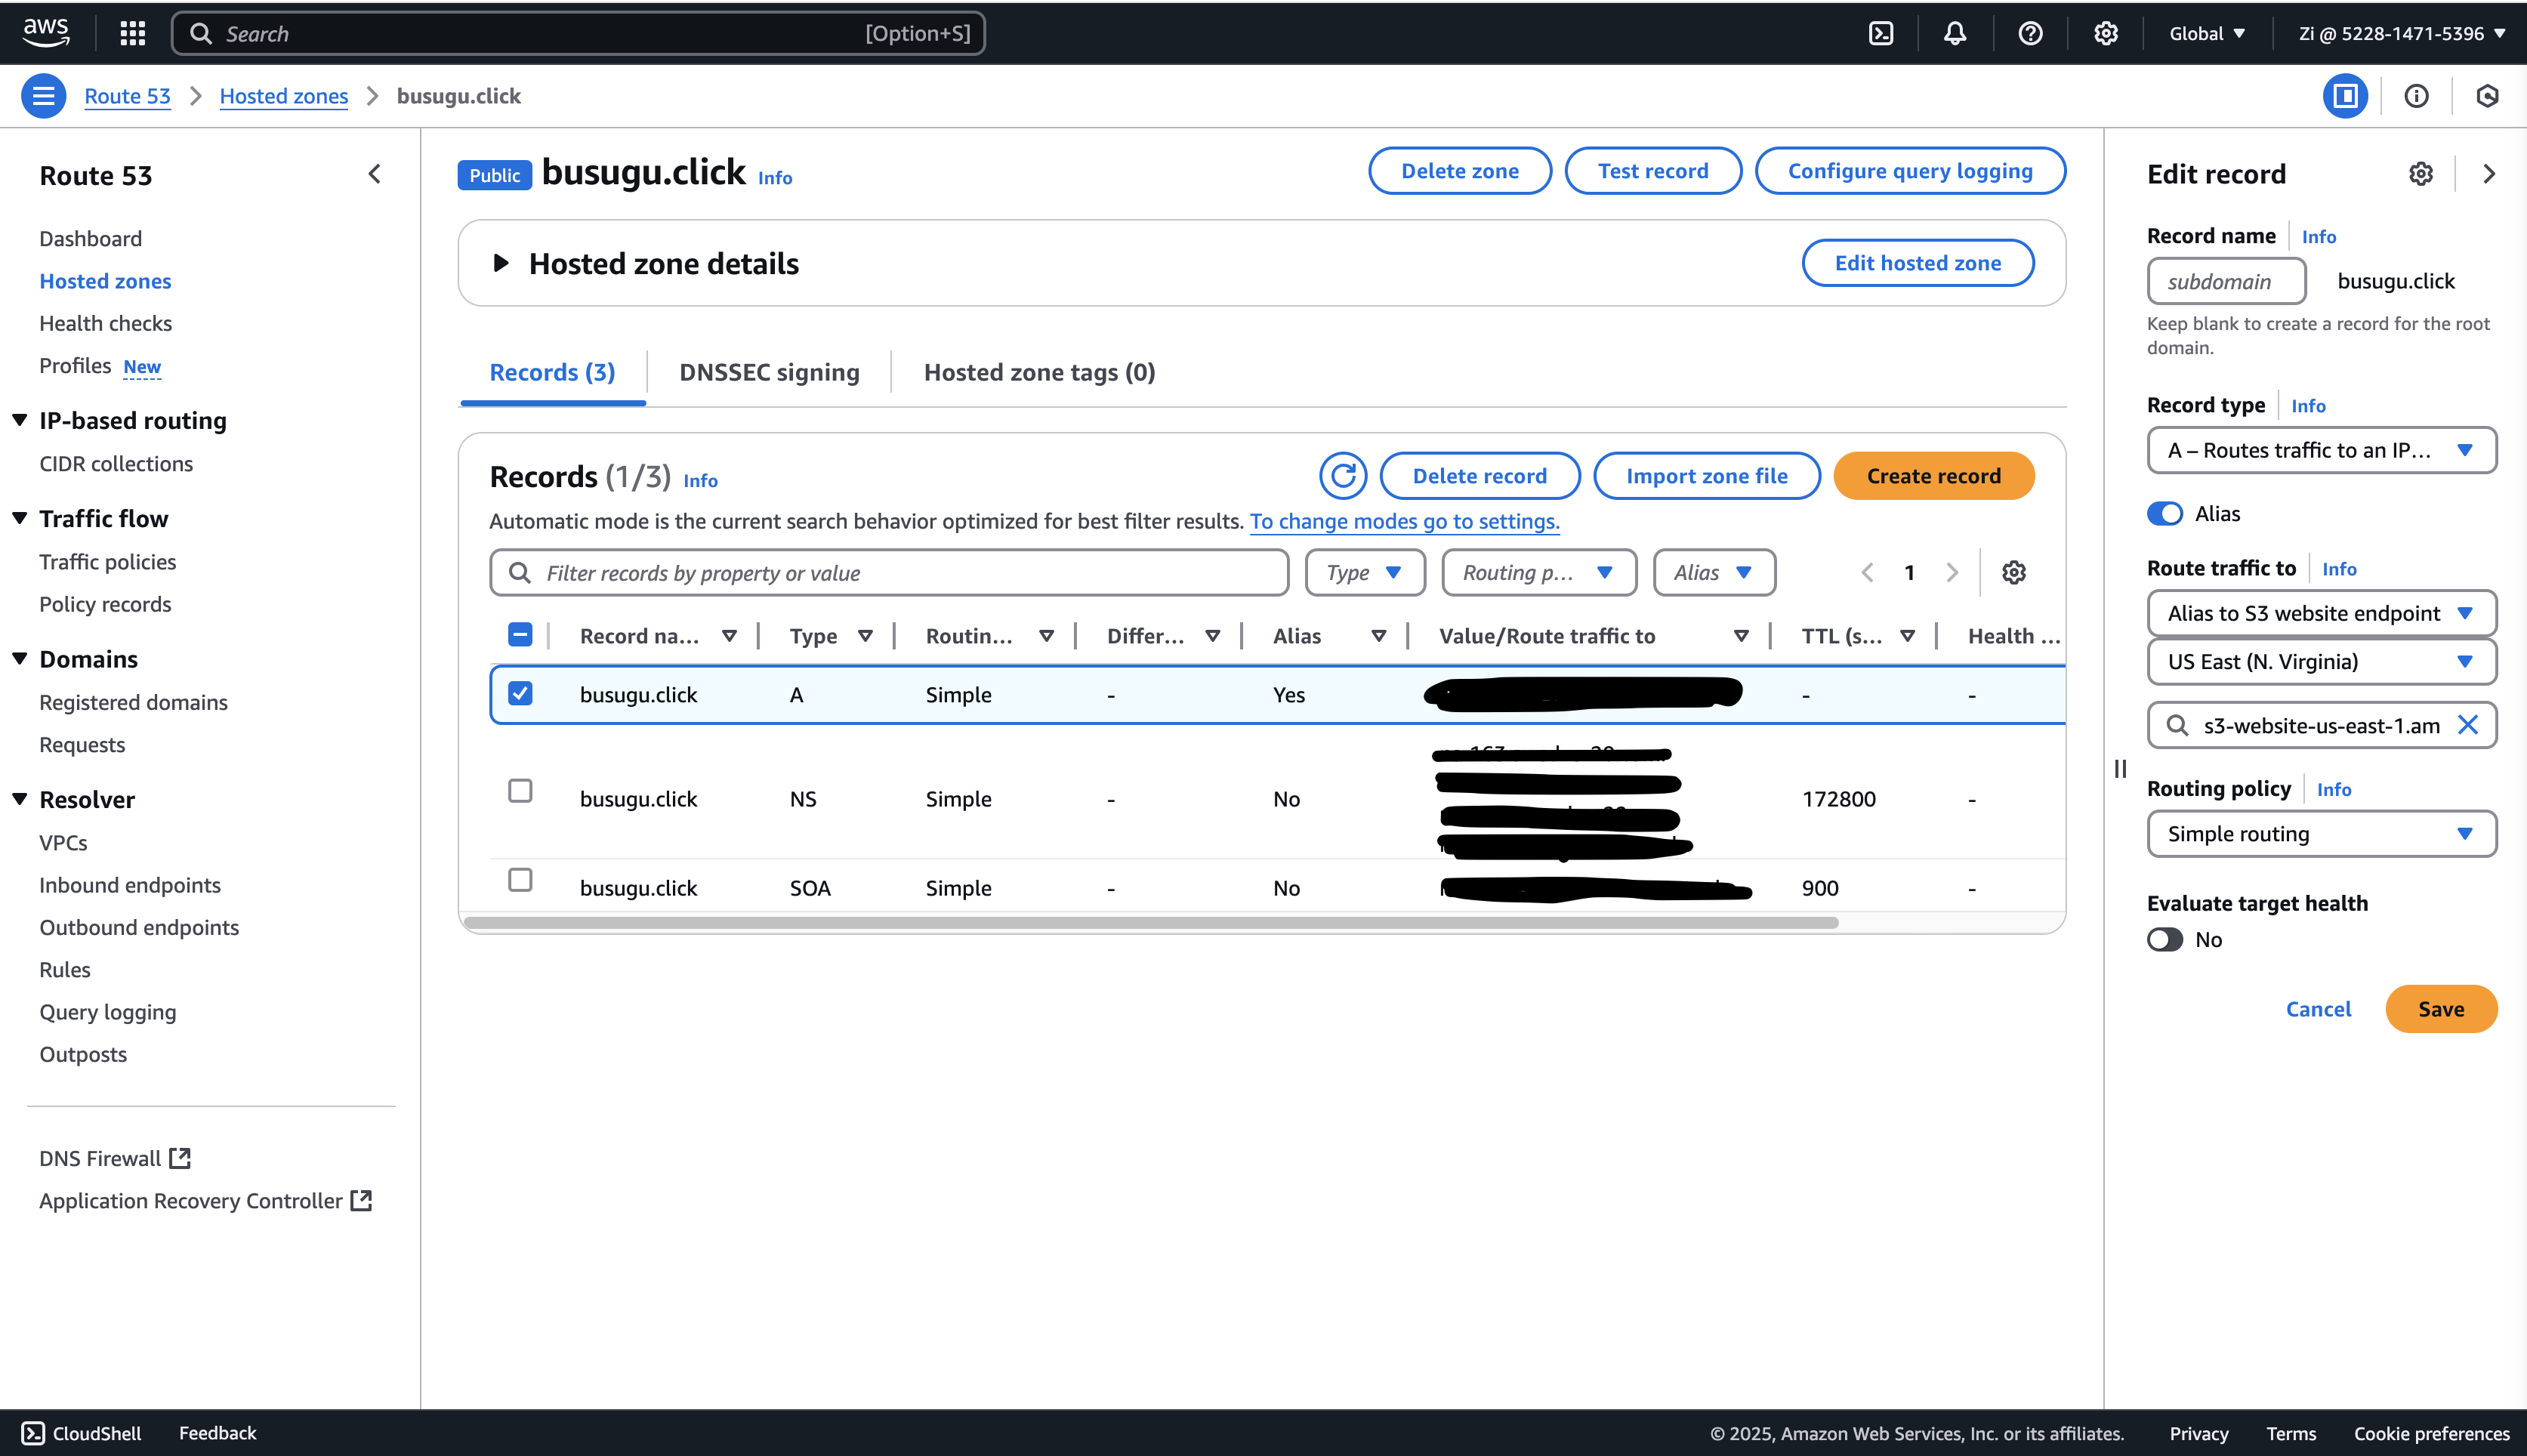 aws
Search
[Option+S]
Global
Zi @ 5228-1471-5396
Route 53
Hosted zones
busugu.click
Route 53
Dashboard
Hosted zones
Health checks
Profiles New
IP-based routing
CIDR collections
Traffic flow
Traffic policies
Policy records
Domains
Registered domains
Requests
Resolver
VPCs
Inbound endpoints
Outbound endpoints
Rules
Query logging
Outposts
DNS Firewall
Application Recovery Controller
Public busugu.click Info
Delete zone
Test record
Configure query logging
Hosted zone details
Edit hosted zone
Records (3)
DNSSEC signing
Hosted zone tags (0)
Records (1/3) Info
Delete record
Import zone file
Create record
Automatic mode is the current search behavior optimized for best filter results. To change modes go to settings.
Filter records by property or value
Type
Routing p...
Alias
1
Record na... Type Routin... Differ... Alias Value/Route traffic to TTL (s... Health ...
busugu.click A Simple - Yes - -
busugu.click NS Simple - No 172800 -
busugu.click SOA Simple - No 900 -
Edit record
Record name Info
subdomain busugu.click
Keep blank to create a record for the root
domain.
Record type Info
A – Routes traffic to an IP...
Alias
Route traffic to Info
Alias to S3 website endpoint
US East (N. Virginia)
s3-website-us-east-1.am
Routing policy Info
Simple routing
Evaluate target health
No
Cancel
Save
CloudShell
Feedback
© 2025, Amazon Web Services, Inc. or its affiliates.
Privacy
Terms
Cookie preferences